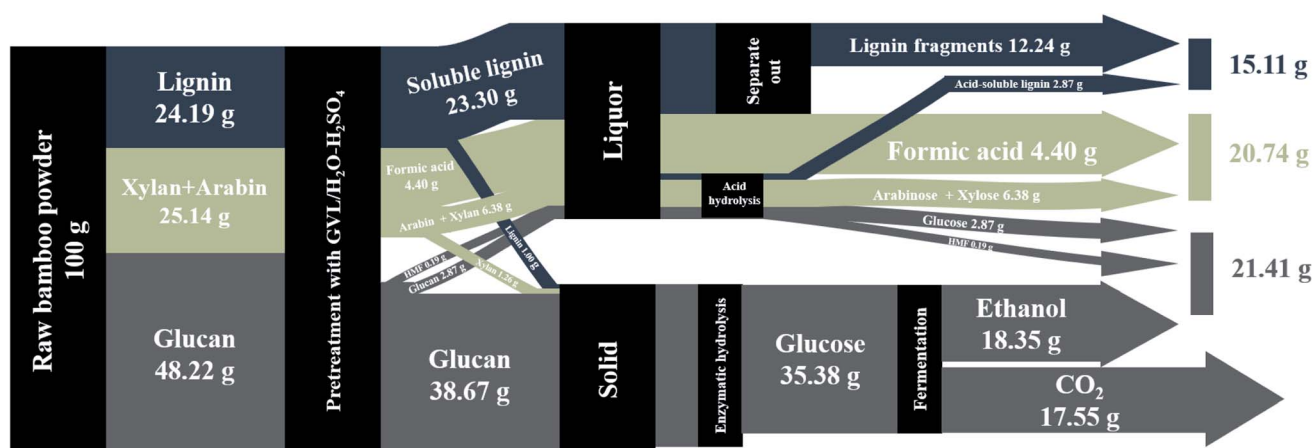 Raw bamboo powder
100 g
Lignin
24.19 g
Xylan+Arabin
25.14 g
Glucan
48.22 g
Pretreatment with GVL/H₂O-H₂SO₄
Soluble lignin
23.30 g
Formic acid
4.40 g
Arabin + Xylan 6.38 g
HMF 0.19 g
Glucan 2.87 g
Lignin 1.00 g
Xylan 1.26 g
Glucan
38.67 g
Liquor
Solid
Separate
out
Acid
hydrolysis
Enzymatic hydrolysis
Glucose
35.38 g
Fermentation
Lignin fragments 12.24 g
Acid-soluble lignin 2.87 g
Formic acid 4.40 g
Arabinose + Xylose 6.38 g
Glucose 2.87 g
HMF 0.19 g
Ethanol
18.35 g
CO₂
17.55 g
15.11 g
20.74 g
21.41 g